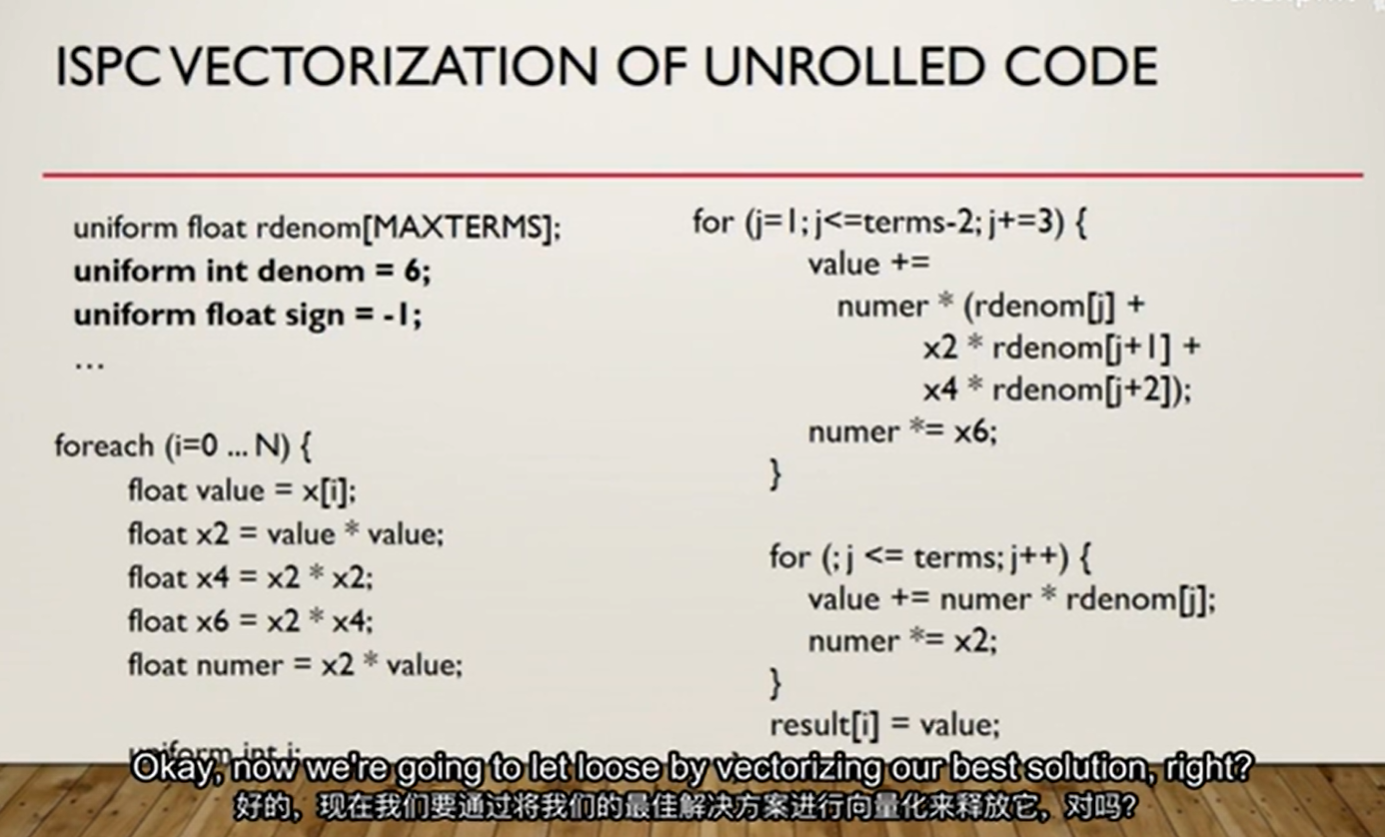 ISPC VECTORIZATION OF UNROLLED CODE
uniform float rdenom[MAXTERMS];
uniform int denom = 6;
uniform float sign = -1;
...
foreach (i=0 ... N) {
float value = x[i];
float x2 = value * value;
float x4 = x2 * x2;
float x6 = x2 * x4;
float numer = x2 * value;
uniform int j;
for (j=1; j<=terms-2; j+=3) {
value +=
numer * (rdenom[j] +
x2 * rdenom[j+1] +
x4 * rdenom[j+2]);
numer *= x6;
}
for (; j <= terms; j++) {
value += numer * rdenom[j];
numer *= x2;
}
result[i] = value;
Okay, now we're going to let loose by vectorizing our best solution, right?
好的，现在我们要通过将我们的最佳解决方案进行向量化来释放它，对吗？